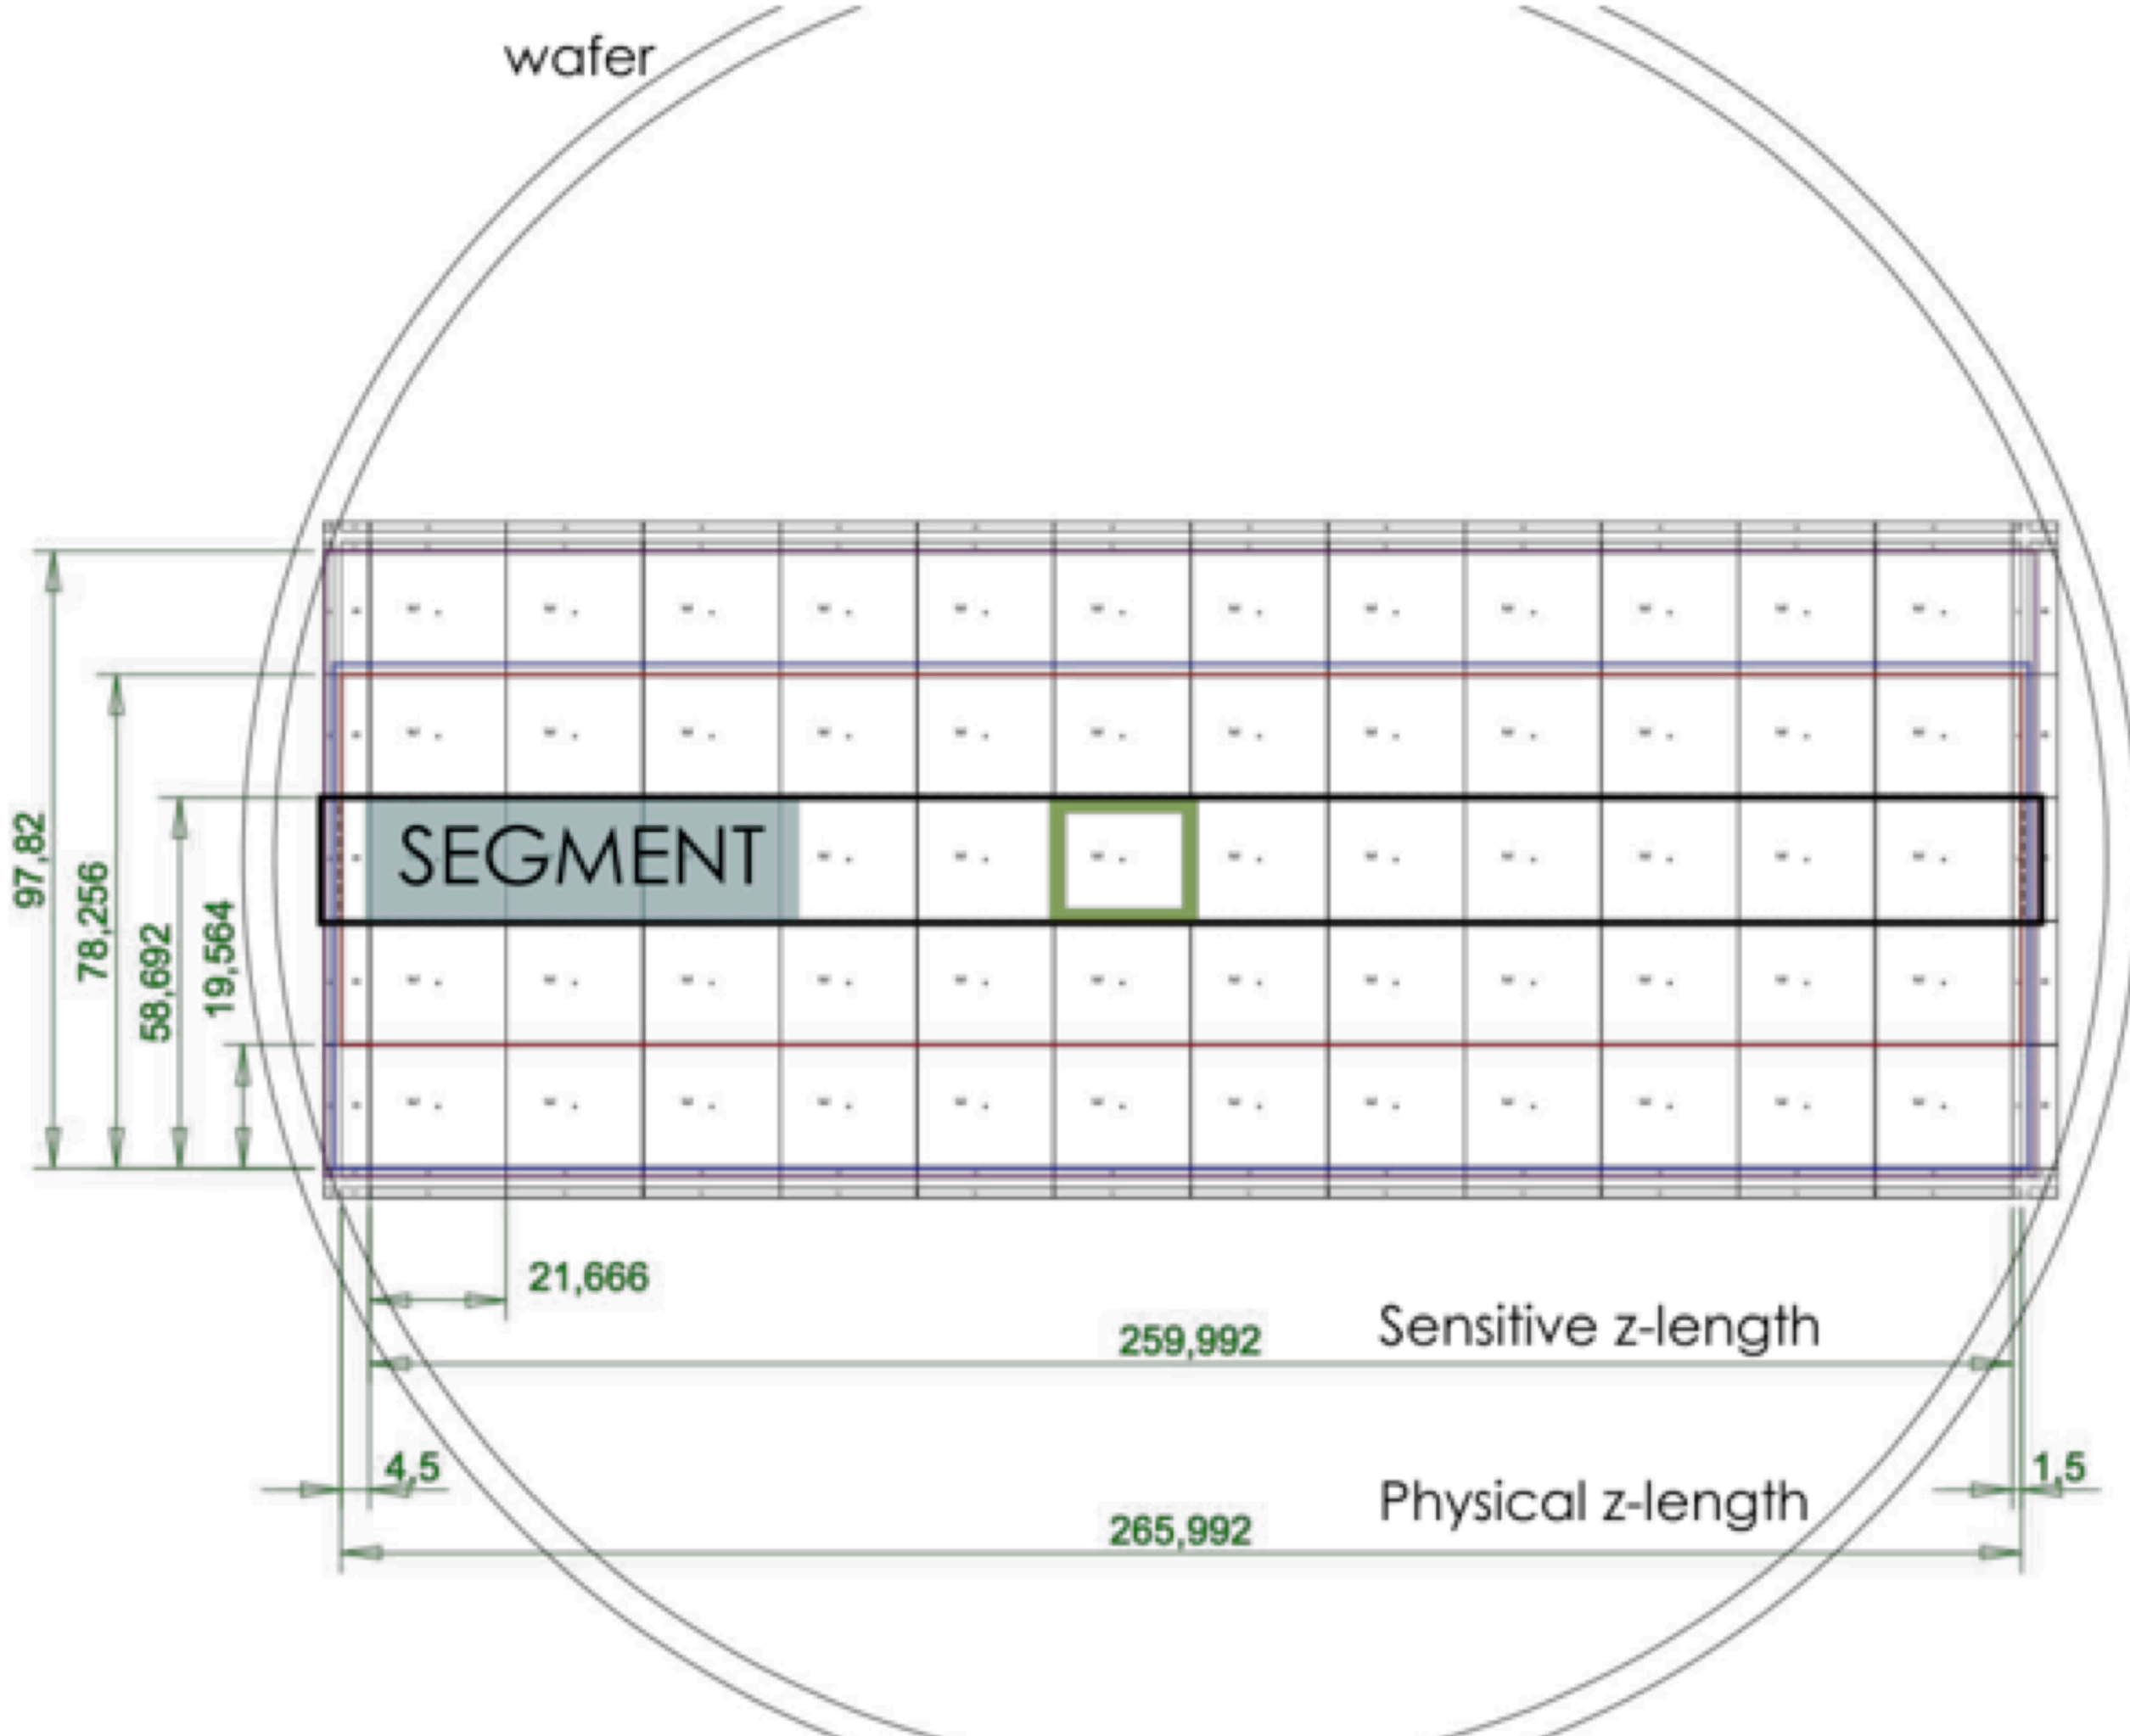 wafer
97,82
78,256
58,692
19,564
SEGMENT
21,666
259,992
Sensitive z-length
4,5
1,5
265,992
Physical z-length